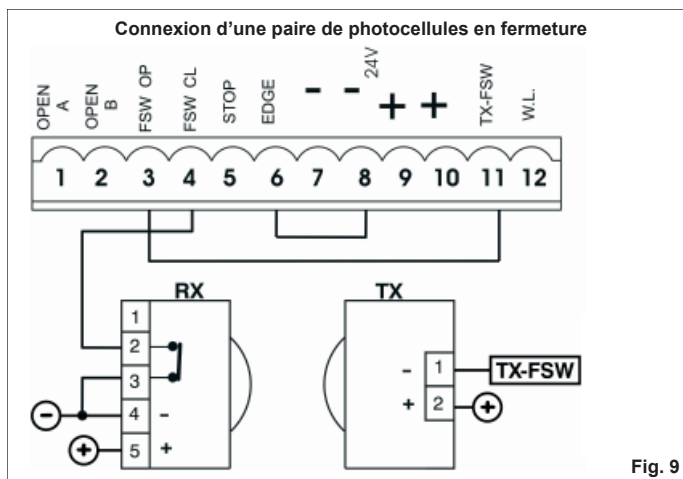 Connexion d'une paire de photocellules en fermeture
OPEN A
OPEN B
FSW OP
FSW CL
STOP
EDGE
-
-
24V
+
+
TX-FSW
W.L.
1 2 3 4 5 6 7 8 9 10 11 12
RX
1
2
3
4 -
5 +
-
+
TX
- 1
+ 2
TX-FSW
+
Fig. 9